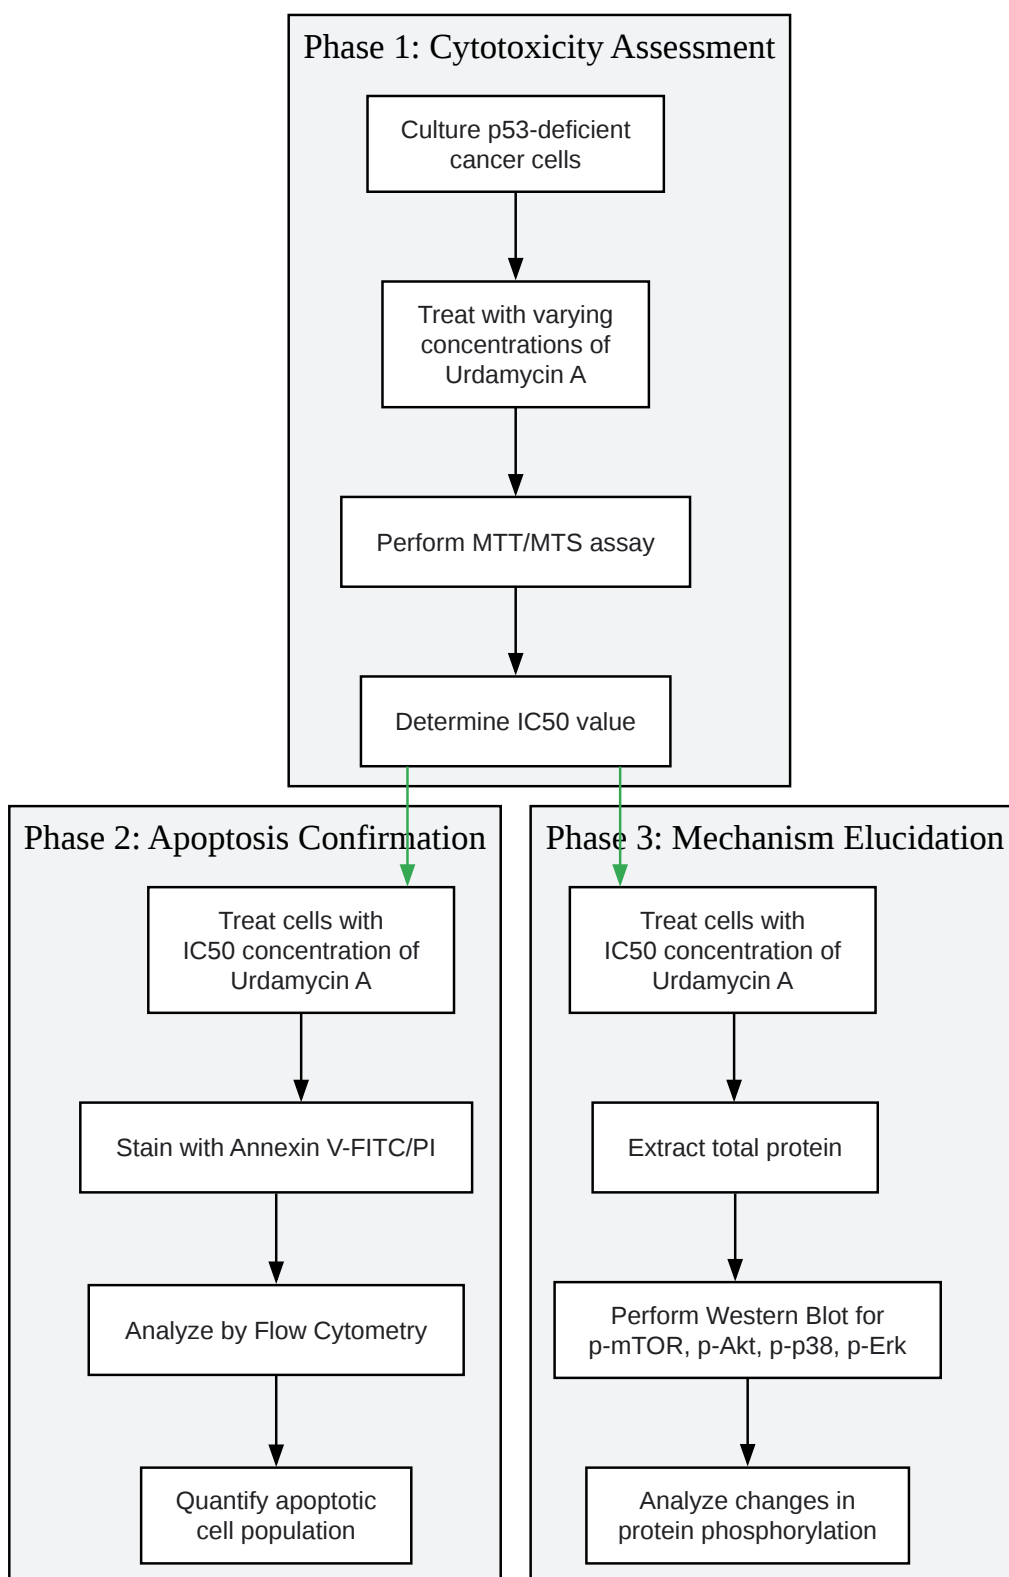 Phase 1: Cytotoxicity Assessment
Culture p53-deficient
cancer cells
Treat with varying
concentrations of
Urdamycin A
Perform MTT/MTS assay
Determine IC50 value
Phase 2: Apoptosis Confirmation
Treat cells with
IC50 concentration of
Urdamycin A
Stain with Annexin V-FITC/PI
Analyze by Flow Cytometry
Quantify apoptotic
cell population
Phase 3: Mechanism Elucidation
Treat cells with
IC50 concentration of
Urdamycin A
Extract total protein
Perform Western Blot for
p-mTOR, p-Akt, p-p38, p-Erk
Analyze changes in
protein phosphorylation